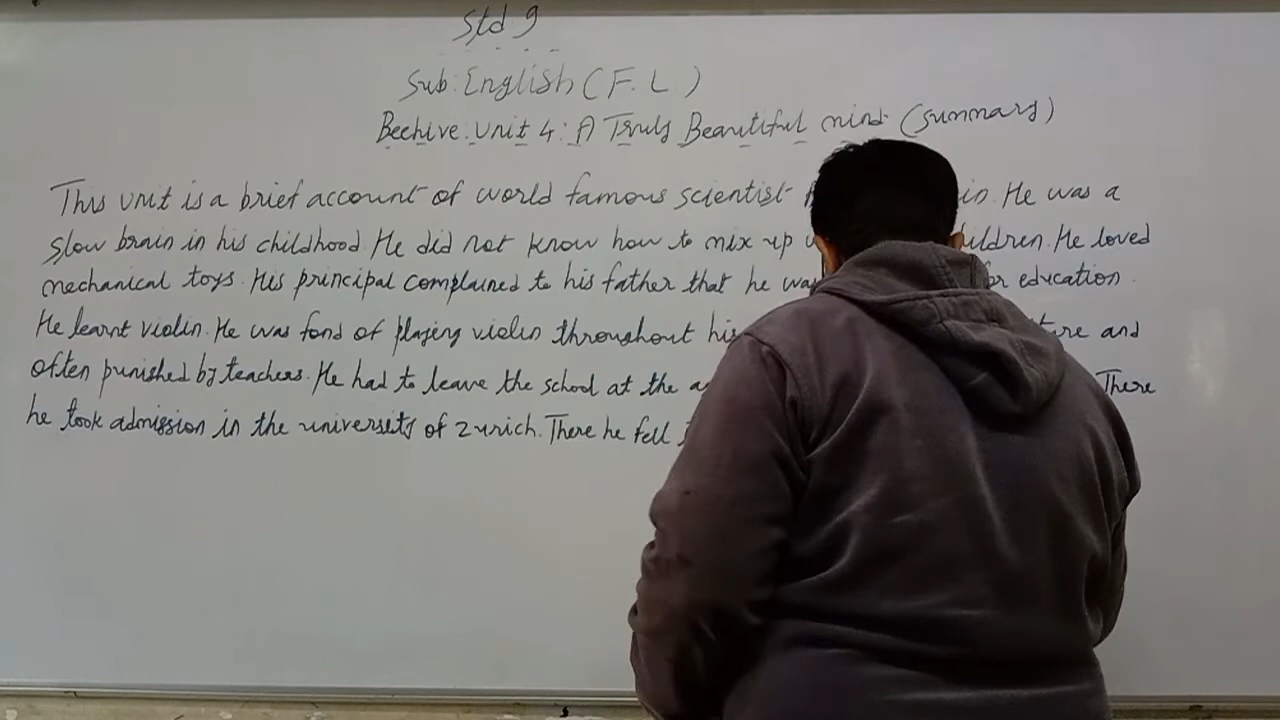 Std 9
Sub: English (F.L)
Beehive: Unit 4: A Truly Beautiful mind. (summary)
This unit is a brief account of world famous scientist in. He was a
slow brain in his childhood. He did not know how to mix up children. He loved
mechanical toys. His principal complained to his father that he was for education.
He learnt violin. He was fond of playing violin throughout his and
often punished by teachers. He had to leave the school at the There
he took admission in the university of Zurich. There he fell